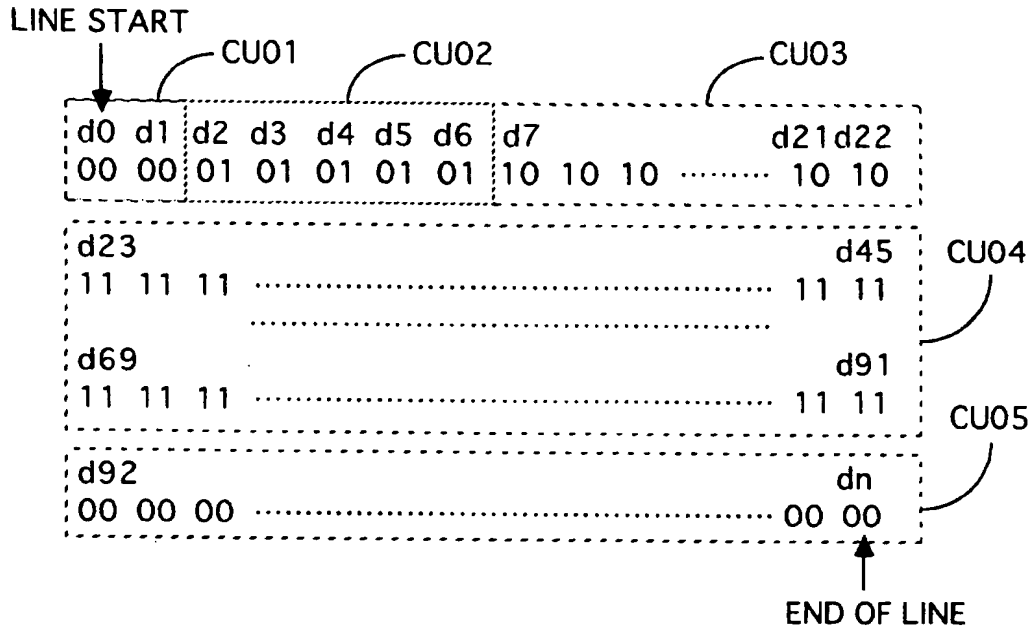 LINE START
CU01 CU02 CU03
d0 d1 d2 d3 d4 d5 d6 d7 d21 d22
00 00 01 01 01 01 01 10 10 10 ········· 10 10
d23 d45 CU04
11 11 11 ········· 11 11
·········
d69 d91
11 11 11 ········· 11 11
CU05
d92 dn
00 00 00 ········· 00 00
END OF LINE